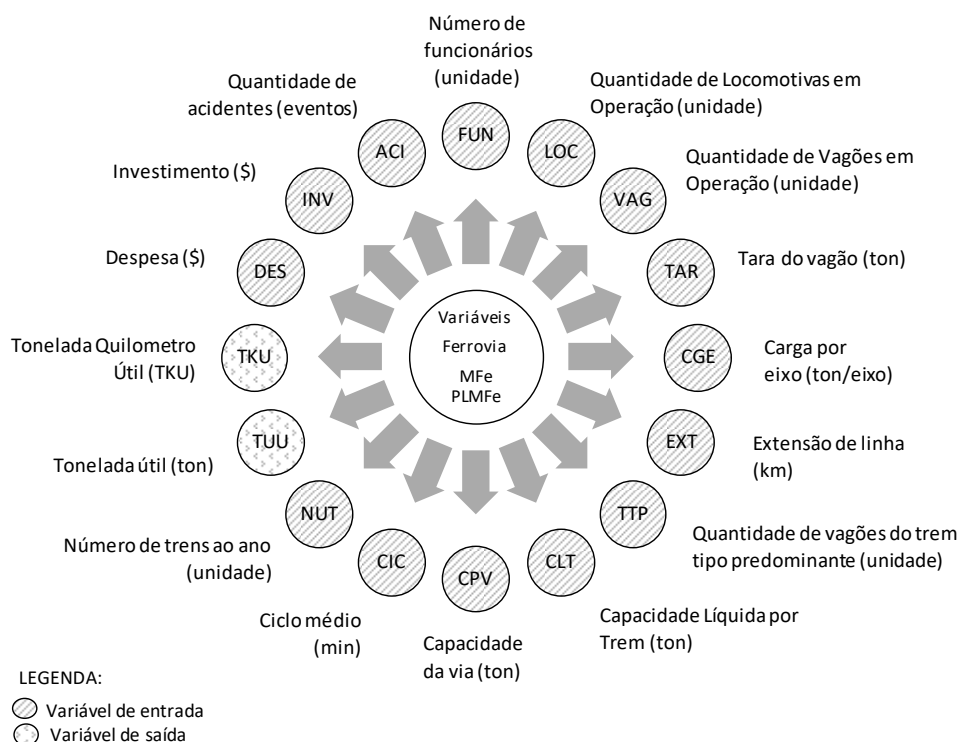 Número de
funcionários
(unidade)
Quantidade de Locomotivas em
Operação (unidade)
Quantidade de
acidentes (eventos)
FUN
ACI
LOC
Quantidade de Vagões em
Operação (unidade)
Investimento ($)
INV
VAG
Despesa ($)
DES
TAR
Tara do vagão (ton)
Variáveis
Ferrovia
MFe
PLMFe
Tonelada Quilometro
Útil (TKU)
TKU
CGE
Carga por
eixo (ton/eixo)
TUU
EXT
Tonelada útil (ton)
Extensão de linha
(km)
NUT
TTP
Número de trens ao ano
(unidade)
Quantidade de vagões do trem
tipo predominante (unidade)
CIC
CPV
CLT
Ciclo médio
(min)
Capacidade
da via (ton)
Capacidade Líquida por
Trem (ton)
LEGENDA:
Variável de entrada
Variável de saída